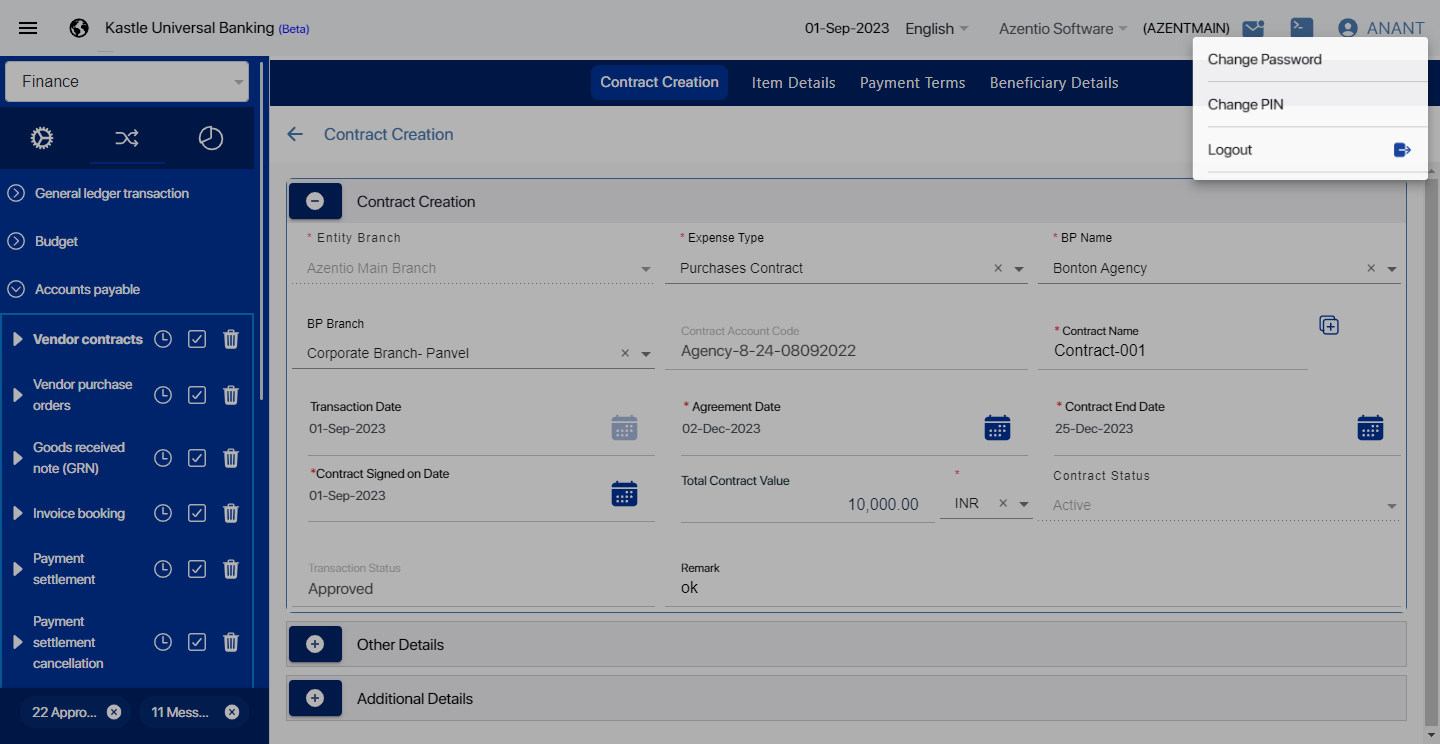 Kastle Universal Banking (Beta)
01-Sep-2023
English
Azentio Software
(AZENTMAIN)
ANANT
Change Password
Change PIN
Logout
Finance
Contract Creation
Item Details
Payment Terms
Beneficiary Details
Contract Creation
General ledger transaction
Budget
Accounts payable
Vendor contracts
Vendor purchase
orders
Goods received
note (GRN)
Invoice booking
Payment
settlement
Payment
settlement
cancellation
22 Appro...
11 Mess...
Contract Creation
* Entity Branch
Azentio Main Branch
* Expense Type
Purchases Contract
* BP Name
Bonton Agency
BP Branch
Corporate Branch- Panvel
Contract Account Code
Agency-8-24-08092022
* Contract Name
Contract-001
Transaction Date
01-Sep-2023
* Agreement Date
02-Dec-2023
* Contract End Date
25-Dec-2023
*Contract Signed on Date
01-Sep-2023
Total Contract Value
10,000.00
*
INR
Contract Status
Active
Transaction Status
Approved
Remark
ok
Other Details
Additional Details